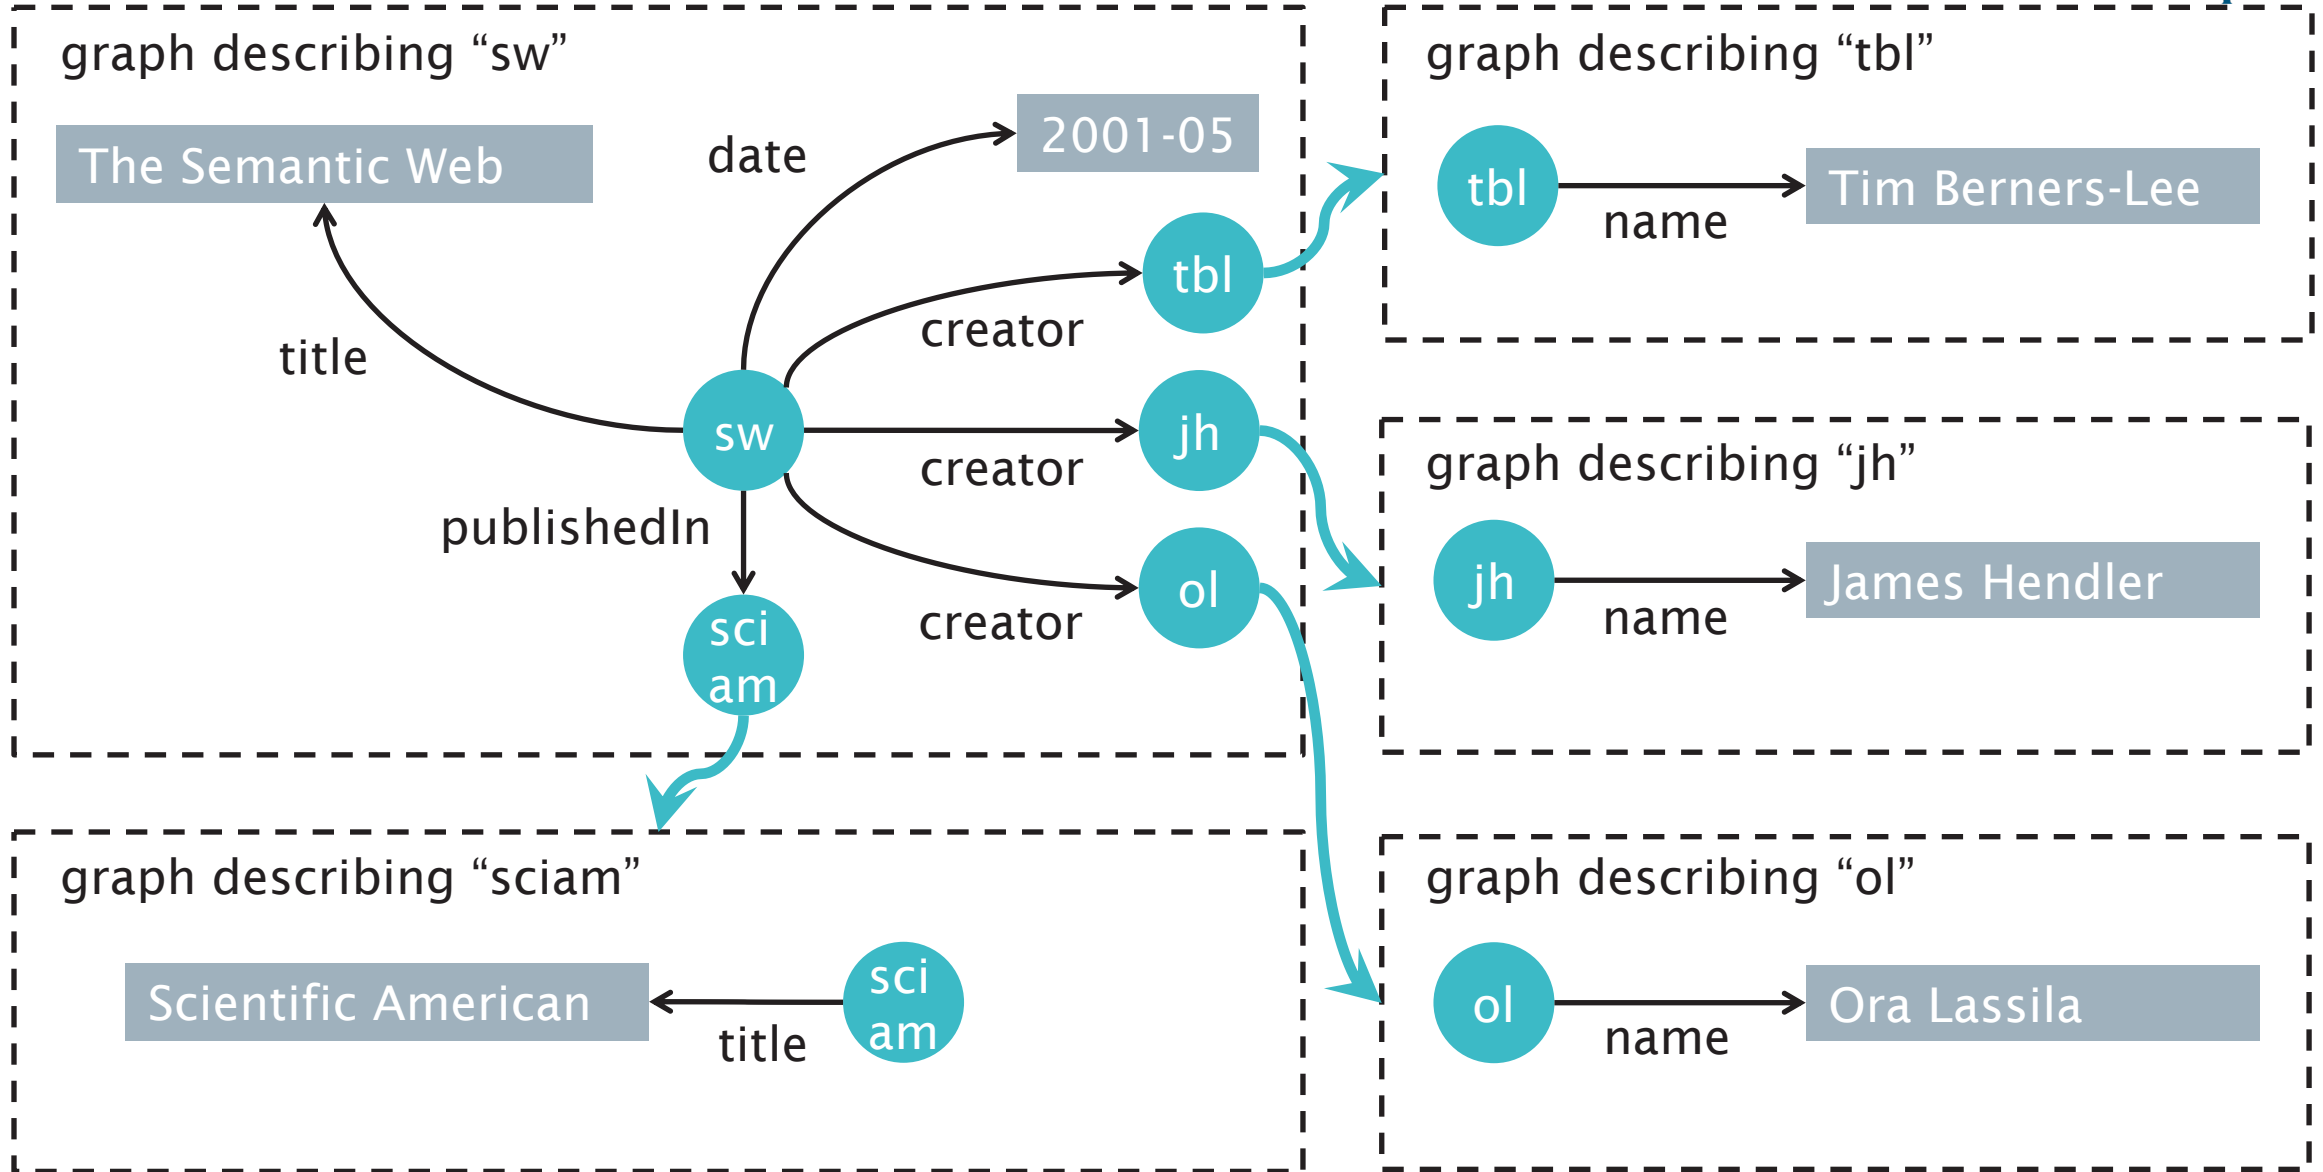 graph describing “sw”
The Semantic Web
date
2001-05
tbl
creator
title
sw
jh
creator
publishedIn
ol
creator
sci
am
graph describing “tbl”
tbl
Tim Berners-Lee
name
graph describing “jh”
jh
James Hendler
name
graph describing “sciam”
Scientific American
sci
am
title
graph describing “ol”
ol
Ora Lassila
name